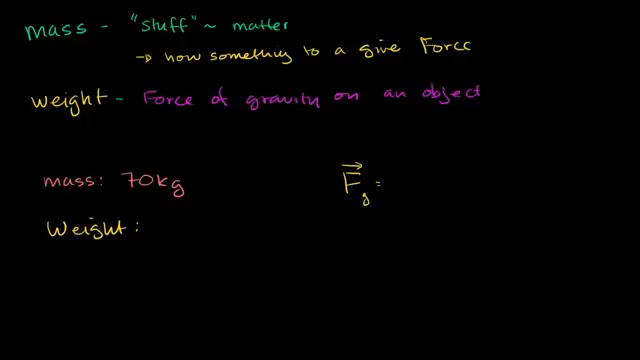 mass - "stuff" ~ matter
→ how something to a give Force
weight - Force of gravity on an object
mass: 70kg
F⃗g =
Weight: